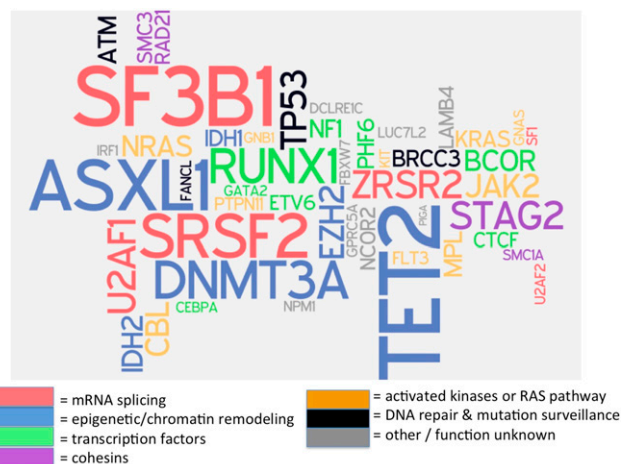 ATM
SMC3
RAD21
SF3B1
TP53
DCLRE1C
LAMB4
GNAS
SF1
IRF1
NRAS
IDH1
GNB1
NF1
PHF6
LUC7L2
KIT
KRAS
BRCC3
BCOR
ASXL1
FANCL
RUNX1
FBXW7
ZRSR2
JAK2
GATA2
PTPN11
ETV6
EZH2
GPRC5A
NCOR2
PIGA
STAG2
U2AF1
SRSF2
TET2
FLT3
MPL
CTCF
SMC1A
U2AF2
DNMT3A
IDH2
CBL
CEBPA
NPM1
= mRNA splicing
= epigenetic/chromatin remodeling
= transcription factors
= cohesins
= activated kinases or RAS pathway
= DNA repair & mutation surveillance
= other / function unknown